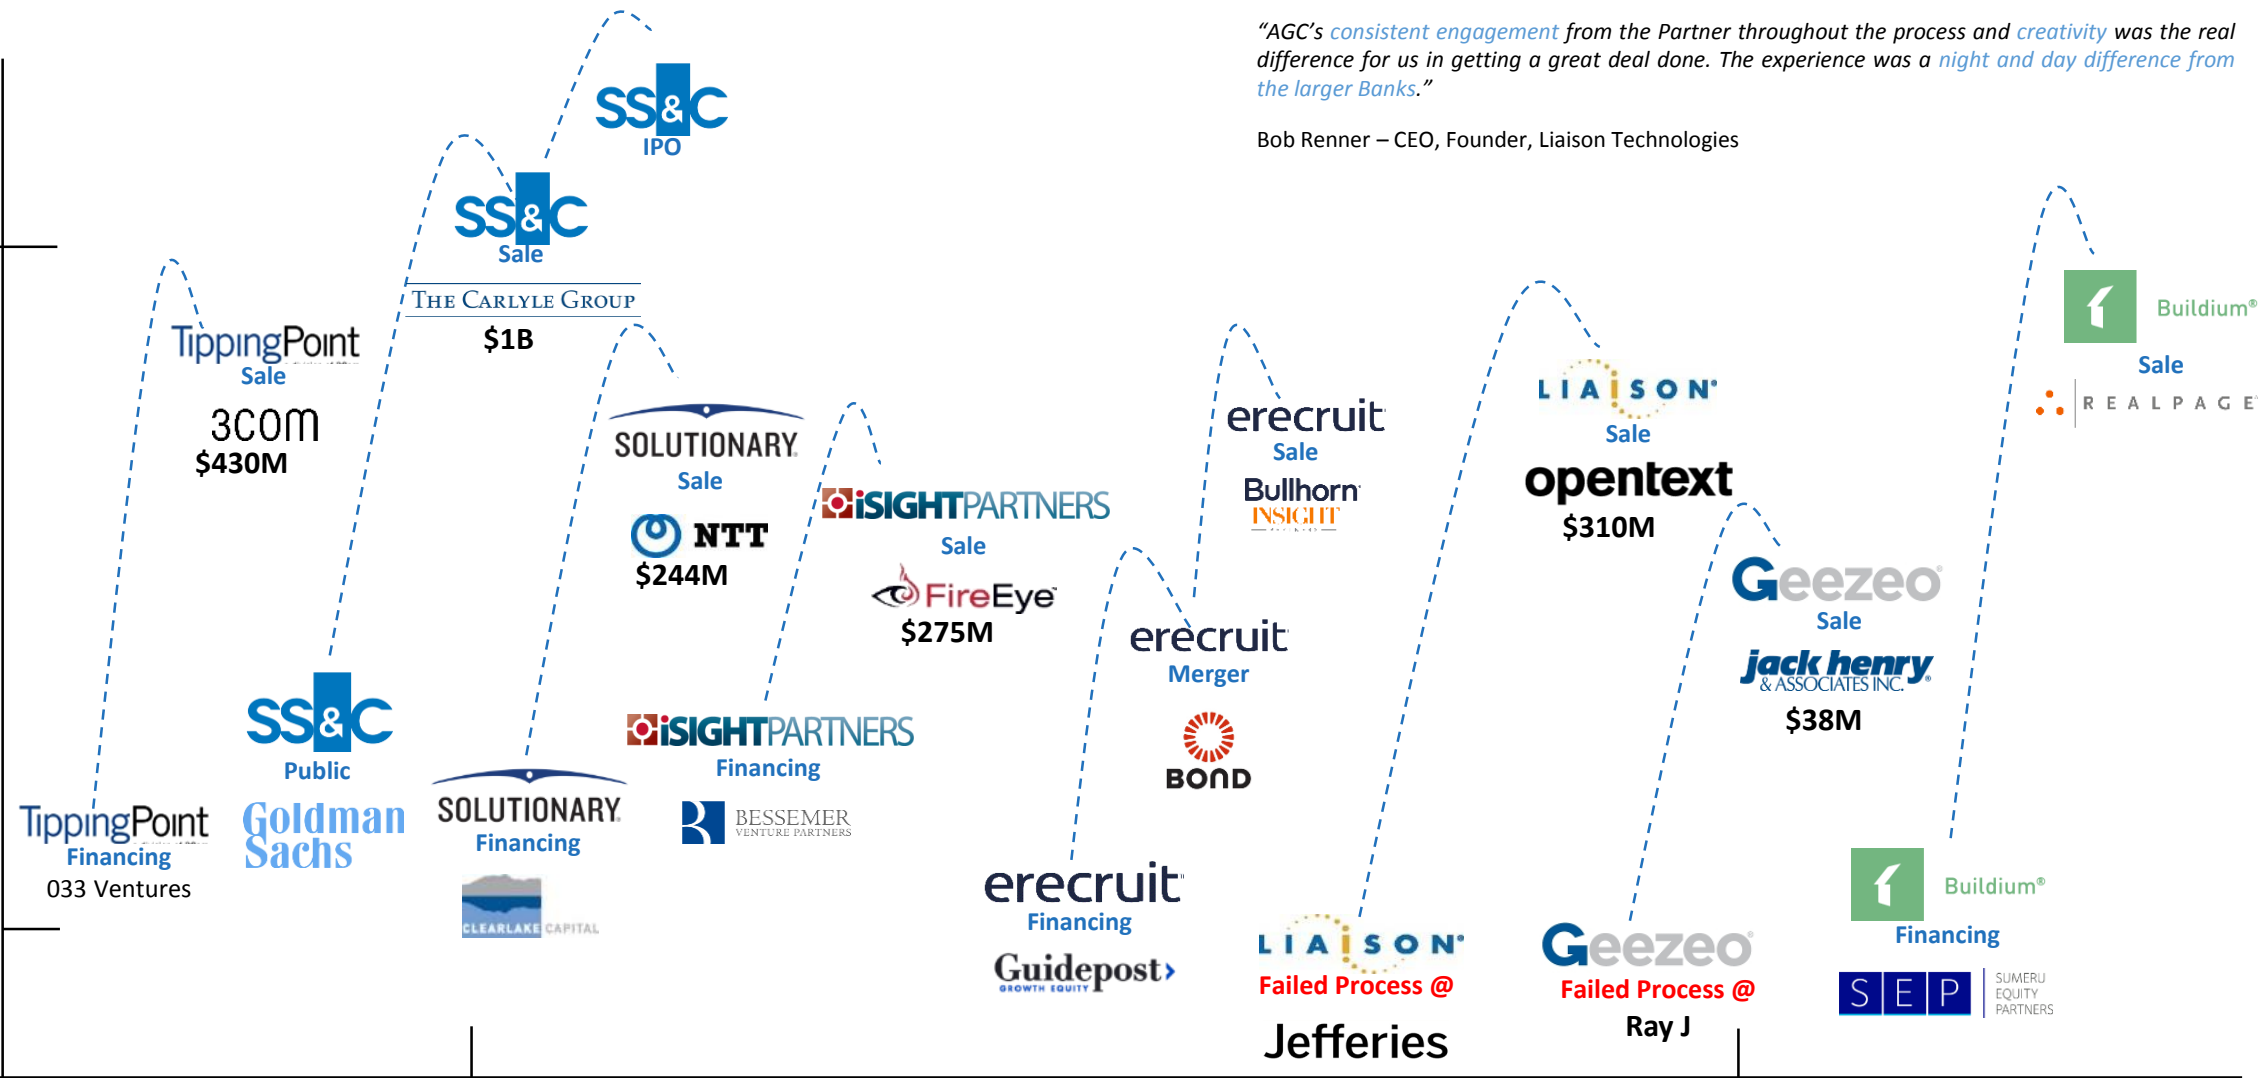 “AGC’s consistent engagement from the Partner throughout the process and creativity was the real
difference for us in getting a great deal done. The experience was a night and day difference from
the larger Banks.”
Bob Renner – CEO, Founder, Liaison Technologies
SS&C
IPO
SS&C
Sale
THE CARLYLE GROUP
$1B
TippingPoint
Sale
3COM
$430M
SOLUTIONARY
Sale
NTT
$244M
iSIGHTPARTNERS
Sale
FireEye
$275M
erecruit
Sale
Bullhorn
INSIGHT
LIAISON®
Sale
opentext
$310M
Buildium®
Sale
REALPAGE
Geezeo
Sale
jack henry
& ASSOCIATES INC.
$38M
erecruit
Merger
BOND
SS&C
Public
Goldman
Sachs
TippingPoint
Financing
033 Ventures
SOLUTIONARY
Financing
CLEARLAKE CAPITAL
iSIGHTPARTNERS
Financing
BESSEMER
VENTURE PARTNERS
erecruit
Financing
Guidepost
GROWTH EQUITY
LIAISON®
Failed Process @
Jefferies
Geezeo
Failed Process @
Ray J
Buildium®
Financing
SEP
SUMERU
EQUITY
PARTNERS